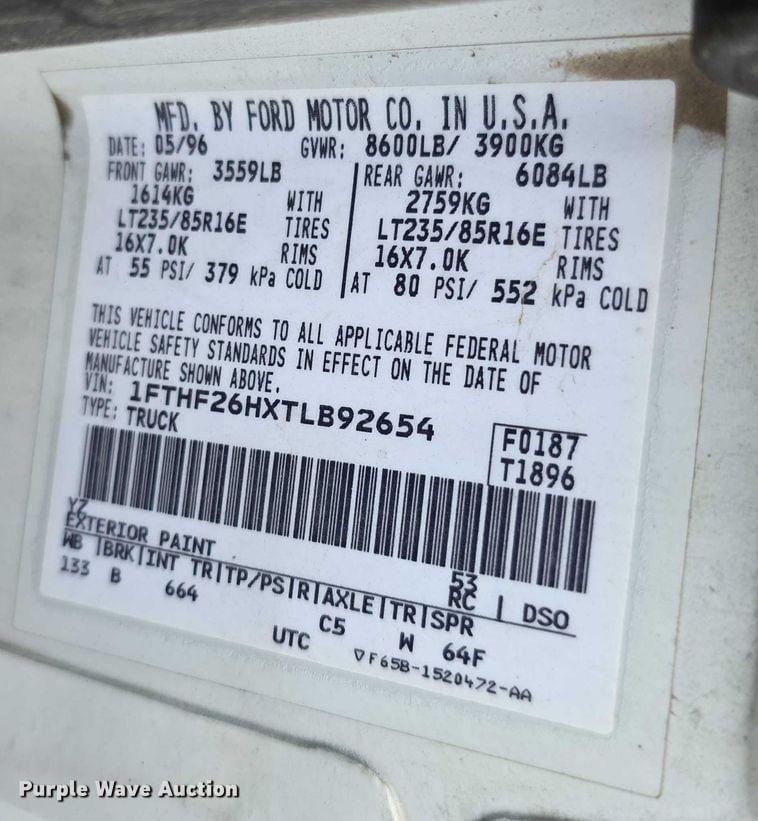 MFD. BY FORD MOTOR CO. IN U.S.A.
DATE: 05/96 GVWR: 8600LB/ 3900KG
FRONT GAWR: 3559LB REAR GAWR: 6084LB
1614KG WITH 2759KG WITH
LT235/85R16E TIRES LT235/85R16E TIRES
16X7.0K RIMS 16X7.0K RIMS
AT 55 PSI/ 379 kPa COLD AT 80 PSI/ 552 kPa COLD
THIS VEHICLE CONFORMS TO ALL APPLICABLE FEDERAL MOTOR
VEHICLE SAFETY STANDARDS IN EFFECT ON THE DATE OF
MANUFACTURE SHOWN ABOVE.
VIN: 1FTHF26HXTLB92654
TYPE: TRUCK
F0187
T1896
YZ
EXTERIOR PAINT 53
RC | DSO
WB |BRK|INT TR|TP/PS|R|AXLE|TR|SPR
133 B 664 C5 W 64F
UTC ▽F65B-1520472-AA
Purple Wave Auction